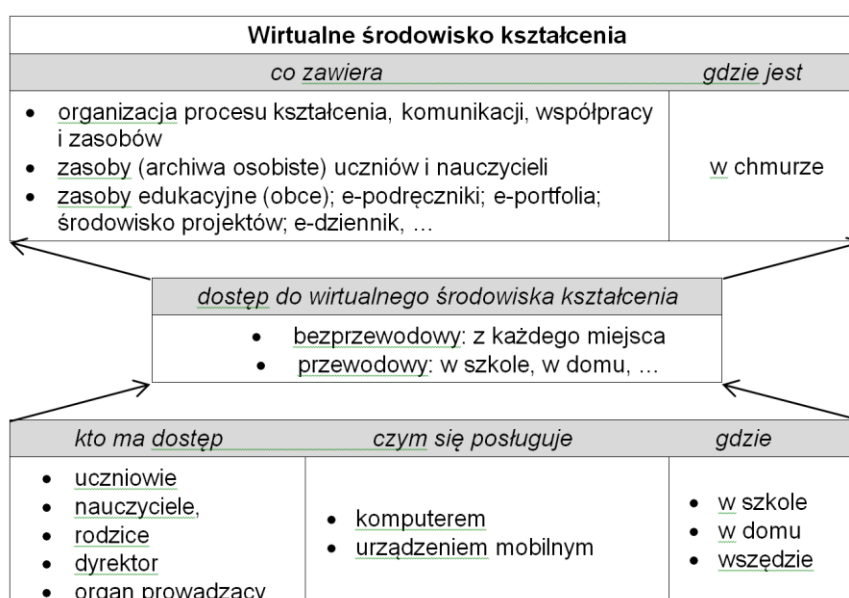 Wirtualne środowisko kształcenia
co zawiera gdzie jest
• organizacja procesu kształcenia, komunikacji, współpracy
i zasobów
• zasoby (archiwa osobiste) uczniów i nauczycieli
• zasoby edukacyjne (obce); e-podręczniki; e-portfolia;
środowisko projektów; e-dziennik, …
w chmurze
dostęp do wirtualnego środowiska kształcenia
• bezprzewodowy: z każdego miejsca
• przewodowy: w szkole, w domu, …
kto ma dostęp czym się posługuje gdzie
• uczniowie
• nauczyciele,
• rodzice
• dyrektor
• organ prowadzący
• komputerem
• urządzeniem mobilnym
• w szkole
• w domu
• wszędzie